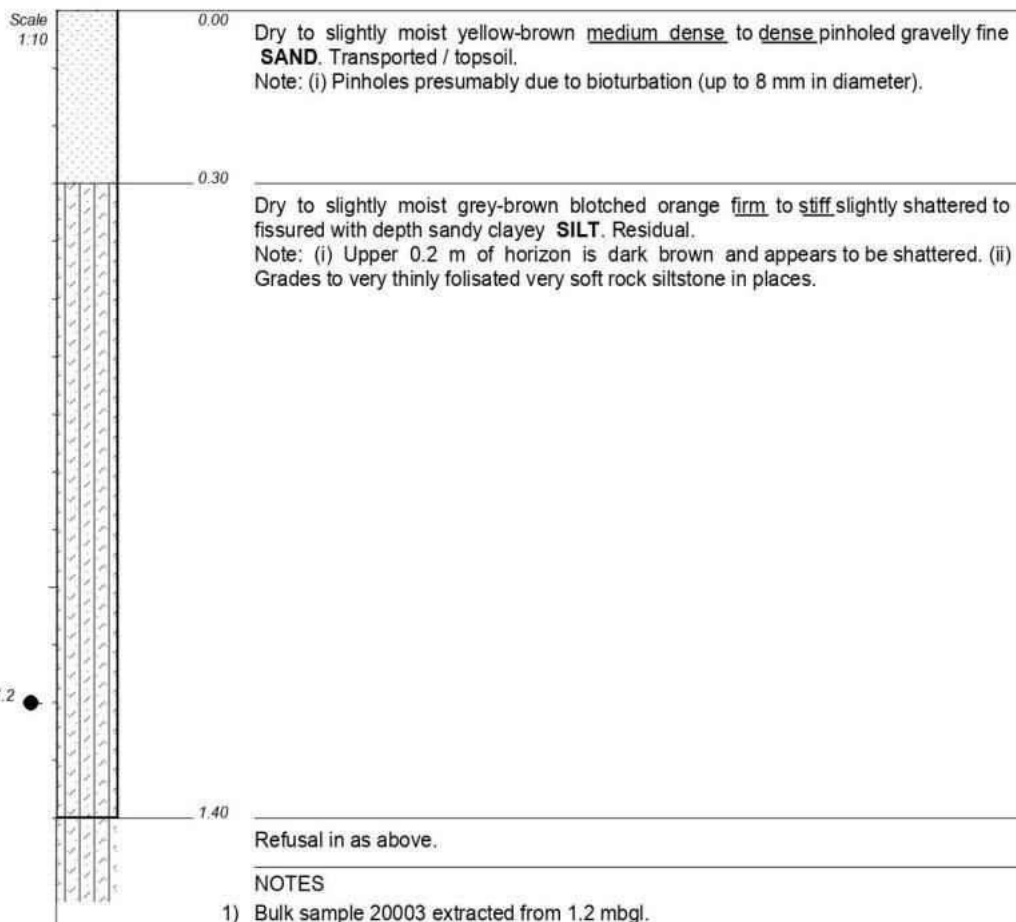 Scale
1:10
0.00
Dry to slightly moist yellow-brown medium dense to dense pinholed gravelly fine
SAND. Transported / topsoil.
Note: (i) Pinholes presumably due to bioturbation (up to 8 mm in diameter).
0.30
Dry to slightly moist grey-brown blotched orange firm to stiff slightly shattered to
fissured with depth sandy clayey SILT. Residual.
Note: (i) Upper 0.2 m of horizon is dark brown and appears to be shattered. (ii)
Grades to very thinly folisated very soft rock siltstone in places.
.2
1.40
Refusal in as above.
NOTES
1) Bulk sample 20003 extracted from 1.2 mbgl.